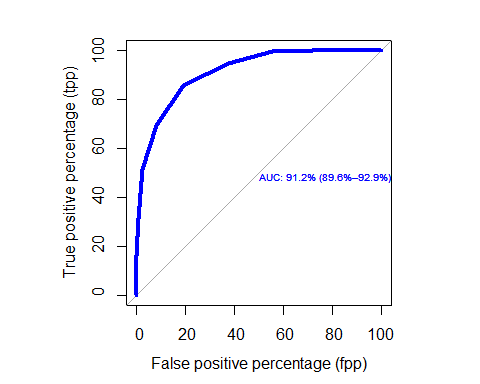 True positive percentage (tpp)
100
80
60
40
20
0
AUC: 91.2% (89.6%–92.9%)
0 20 40 60 80 100
False positive percentage (fpp)